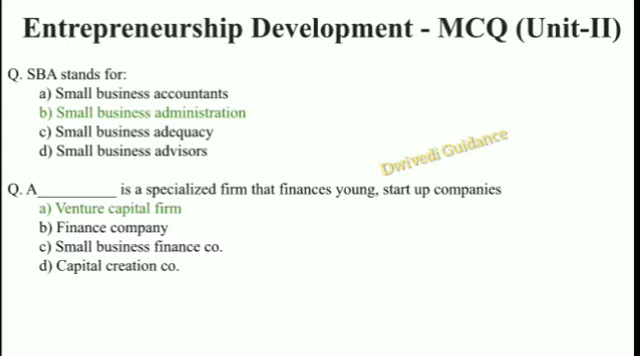 Entrepreneurship Development - MCQ (Unit-II)
Q. SBA stands for:
a) Small business accountants
b) Small business administration
c) Small business adequacy
d) Small business advisors
Dwivedi Guidance
Q. A__________ is a specialized firm that finances young, start up companies
a) Venture capital firm
b) Finance company
c) Small business finance co.
d) Capital creation co.